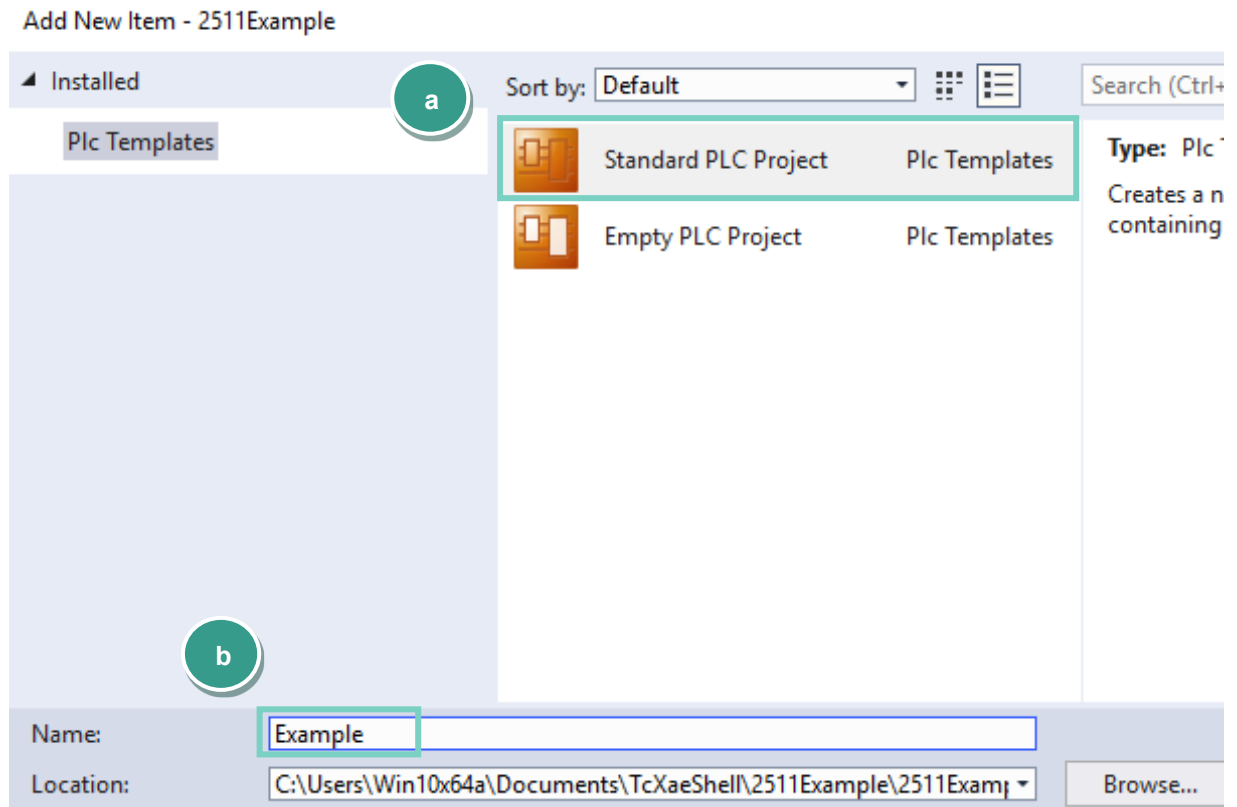 Add New Item - 2511Example
Installed
a
Sort by: Default
Search (Ctrl+
Plc Templates
Standard PLC Project Plc Templates
Type: Plc
Creates a n
containing
Empty PLC Project Plc Templates
b
Name: Example
Location: C:\Users\Win10x64a\Documents\TcXaeShell\2511Example\2511Exam
Browse...